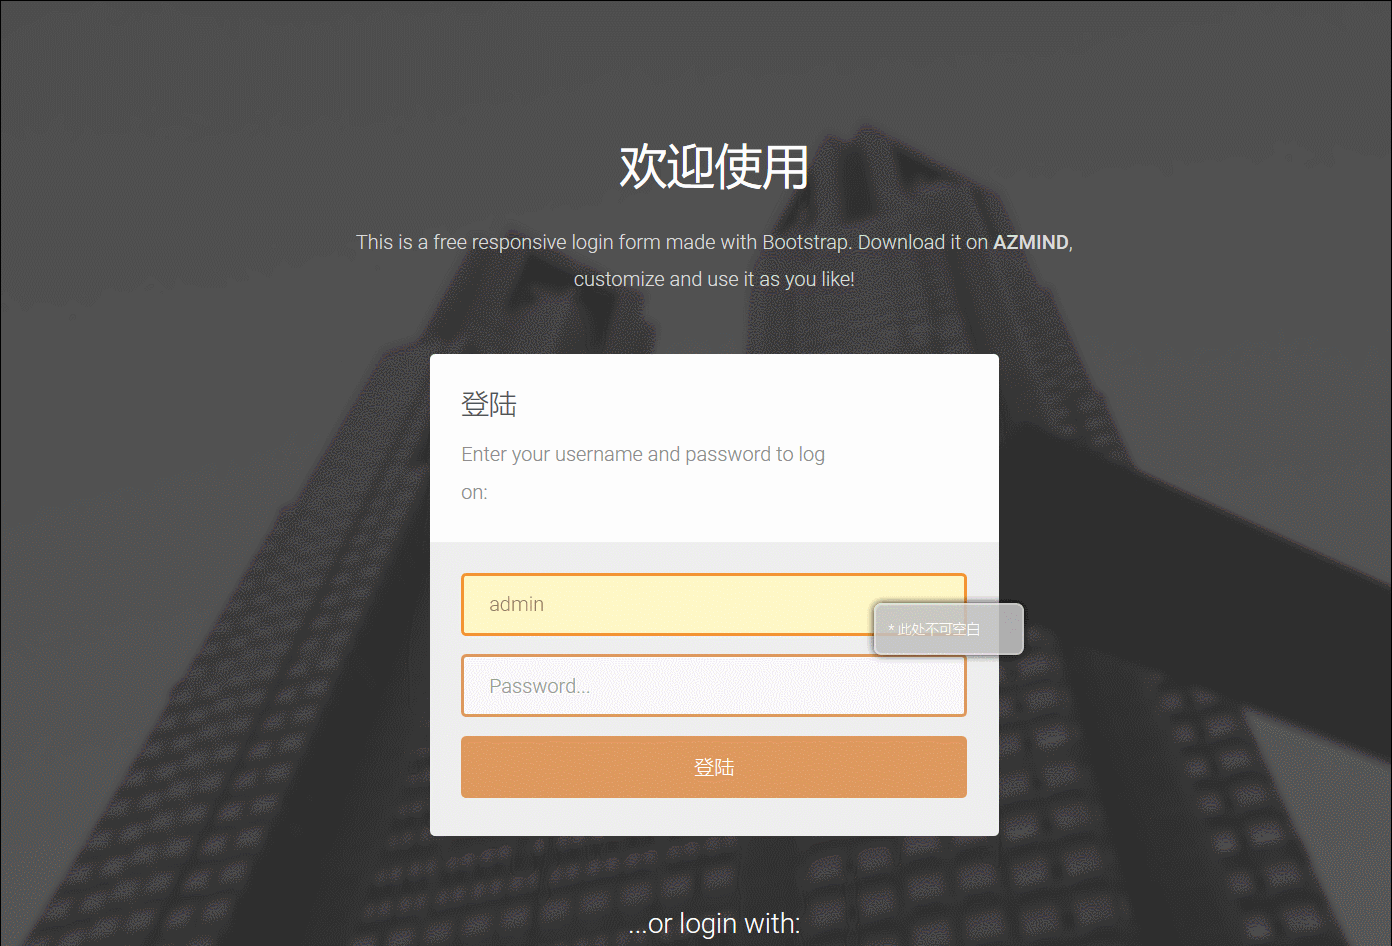 欢迎使用
This is a free responsive login form made with Bootstrap. Download it on AZMIND,
customize and use it as you like!
登陆
Enter your username and password to log
on:
admin
* 此处不可空白
Password...
登陆
...or login with: